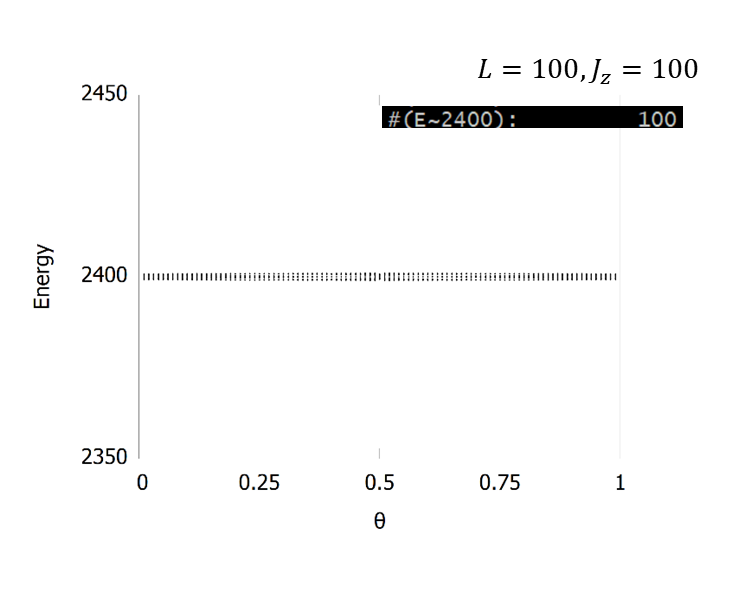 L = 100, J_z = 100
2450
#(E~2400): 100
Energy
2400
2350
0 0.25 0.5 0.75 1
θ